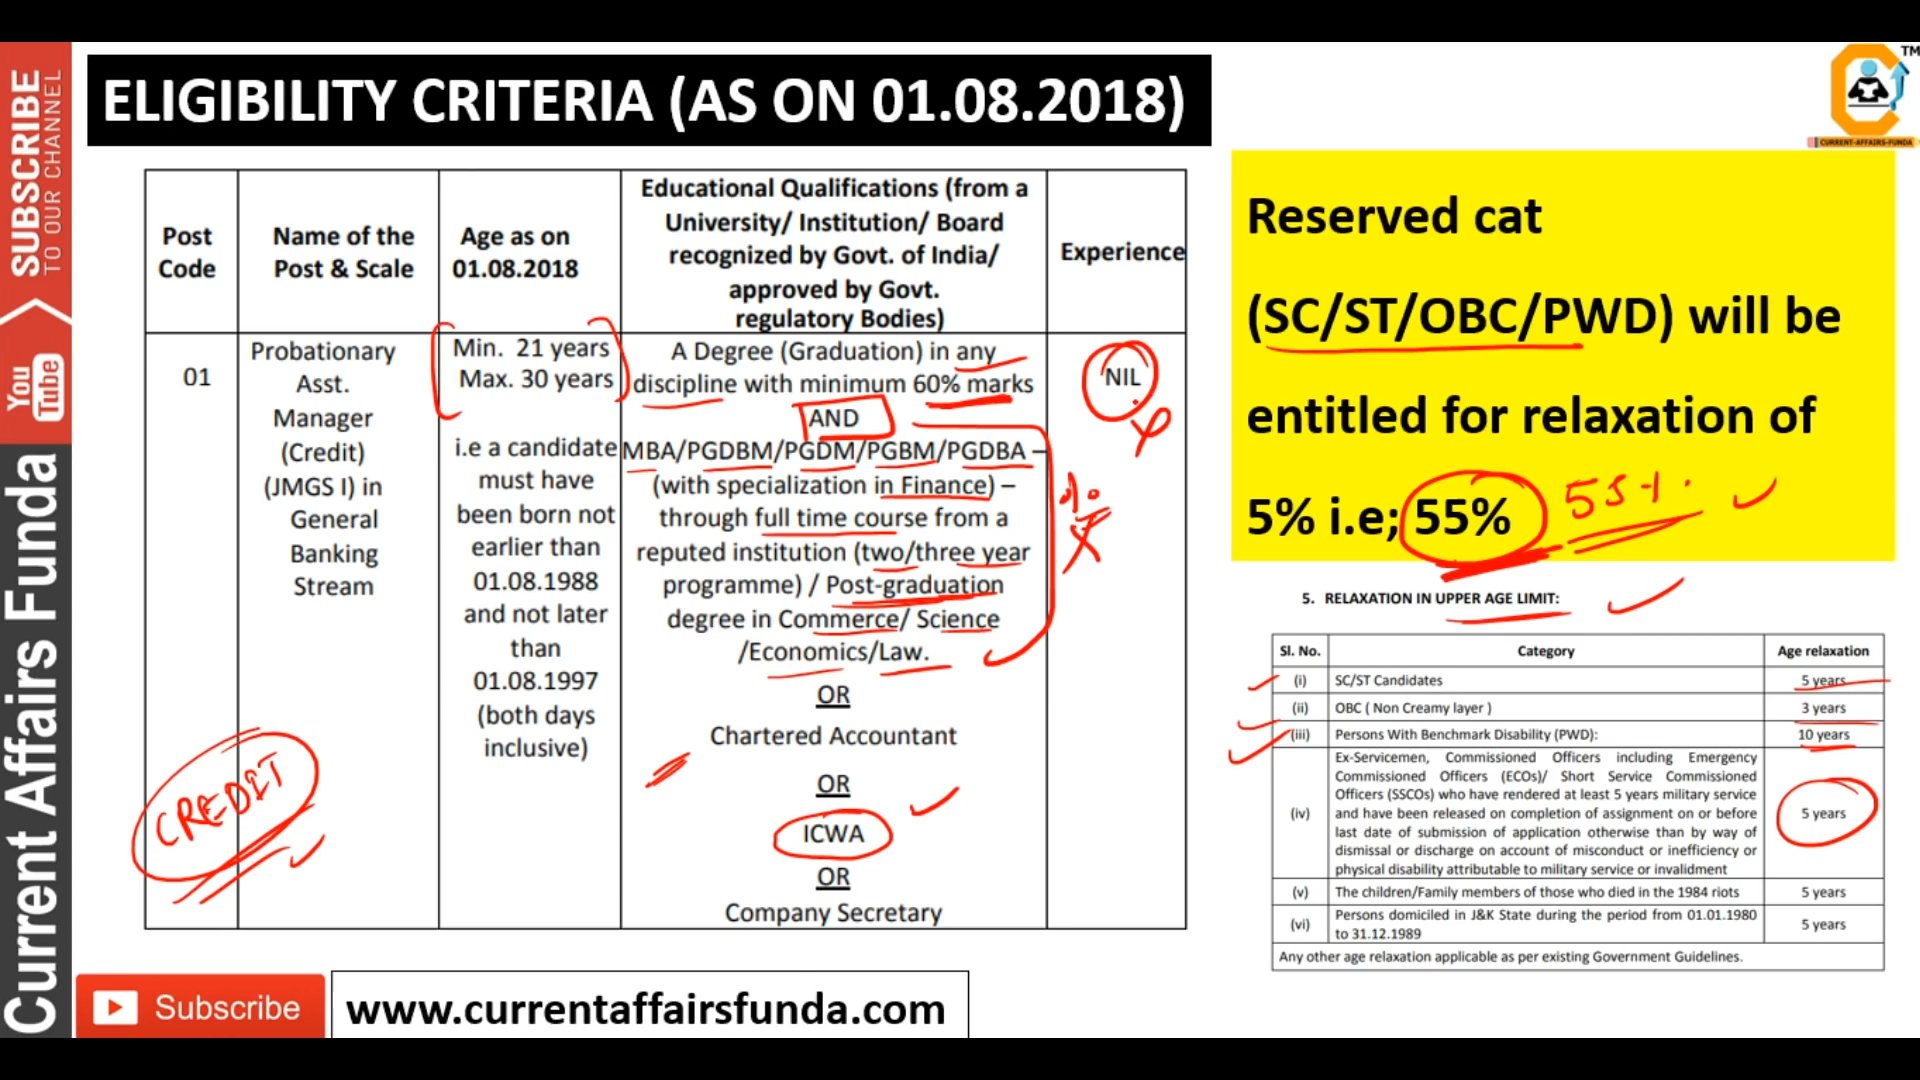 ELIGIBILITY CRITERIA (AS ON 01.08.2018)
TM
CURRENT-AFFAIRS-FUNDA
SUBSCRIBE
TO OUR CHANNEL
You
Tube
Current Affairs Funda
Post
Code
Name of the
Post & Scale
Age as on
01.08.2018
Educational Qualifications (from a
University/ Institution/ Board
recognized by Govt. of India/
approved by Govt.
regulatory Bodies)
Experience
01
Probationary
Asst.
Manager
(Credit)
(JMGS I) in
General
Banking
Stream
Min. 21 years
Max. 30 years
i.e a candidate
must have
been born not
earlier than
01.08.1988
and not later
than
01.08.1997
(both days
inclusive)
A Degree (Graduation) in any
discipline with minimum 60% marks
AND
MBA/PGDBM/PGDM/PGBM/PGDBA –
(with specialization in Finance) –
through full time course from a
reputed institution (two/three year
programme) / Post-graduation
degree in Commerce/ Science
/Economics/Law.
OR
Chartered Accountant
OR
ICWA
OR
Company Secretary
NIL
%
CREDIT
Reserved cat
(SC/ST/OBC/PWD) will be
entitled for relaxation of
5% i.e; 55%
55%
5. RELAXATION IN UPPER AGE LIMIT:
Sl. No. Category Age relaxation
(i) SC/ST Candidates 5 years
(ii) OBC ( Non Creamy layer ) 3 years
(iii) Persons With Benchmark Disability (PWD): 10 years
Ex-Servicemen, Commissioned Officers including Emergency
Commissioned Officers (ECOs)/ Short Service Commissioned
Officers (SSCOs) who have rendered at least 5 years military service
(iv) and have been released on completion of assignment on or before 5 years
last date of submission of application otherwise than by way of
dismissal or discharge on account of misconduct or inefficiency or
physical disability attributable to military service or invalidment
(v) The children/Family members of those who died in the 1984 riots 5 years
(vi) Persons domiciled in J&K State during the period from 01.01.1980 5 years
to 31.12.1989
Any other age relaxation applicable as per existing Government Guidelines.
Subscribe
www.currentaffairsfunda.com